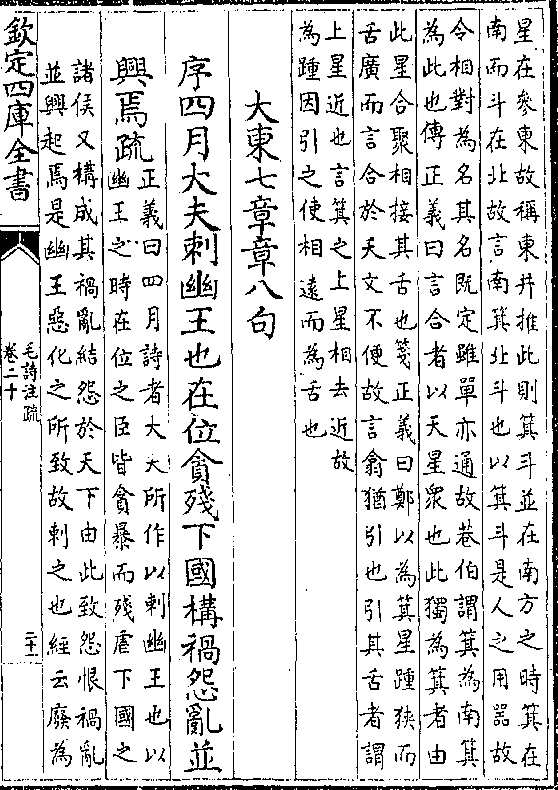 星在參東故稱東井推此則箕斗並在南方之時箕在
南而斗在北故言南箕北斗也以箕斗是人之用器故
令相對為名其名既定雖單亦通故巷伯謂箕為南箕
為此也傳正義曰言合者以天星衆也此獨為箕者由
此星合聚相接其舌也箋正義曰鄭以為箕星踵狹而
舌廣而言合於天文不便故言翕猶引也引其舌者謂
上星近也言箕之上星相去近故
為踵因引之使相遠而為舌也
大東七章章八句
序四月大夫刺幽王也在位貪殘下國構禍怨亂並
興焉疏
正義曰四月詩者大夫所作以刺幽王也以
幽王之時在位之臣皆貪暴而殘虐下國之
諸侯又構成其禍亂結怨於天下由此致怨恨禍亂
並興起焉是幽王惡化之所致故刺之也經云廢為
欽定四庫全書
毛詩注疏
卷二十
二十